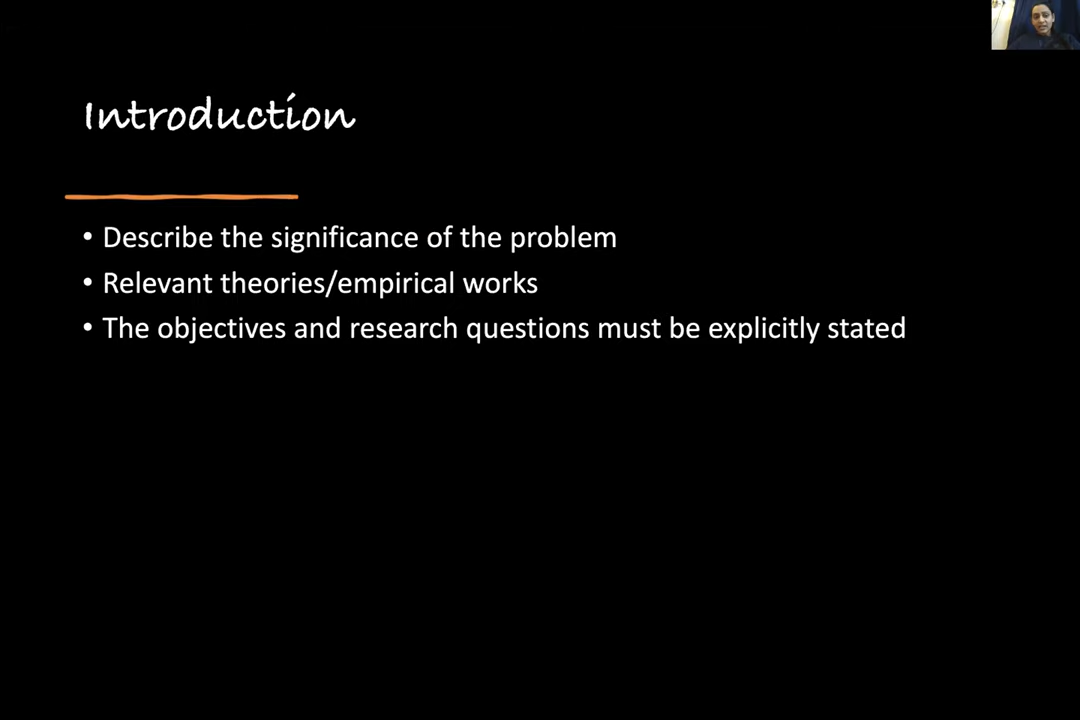 Introduction
• Describe the significance of the problem
• Relevant theories/empirical works
• The objectives and research questions must be explicitly stated